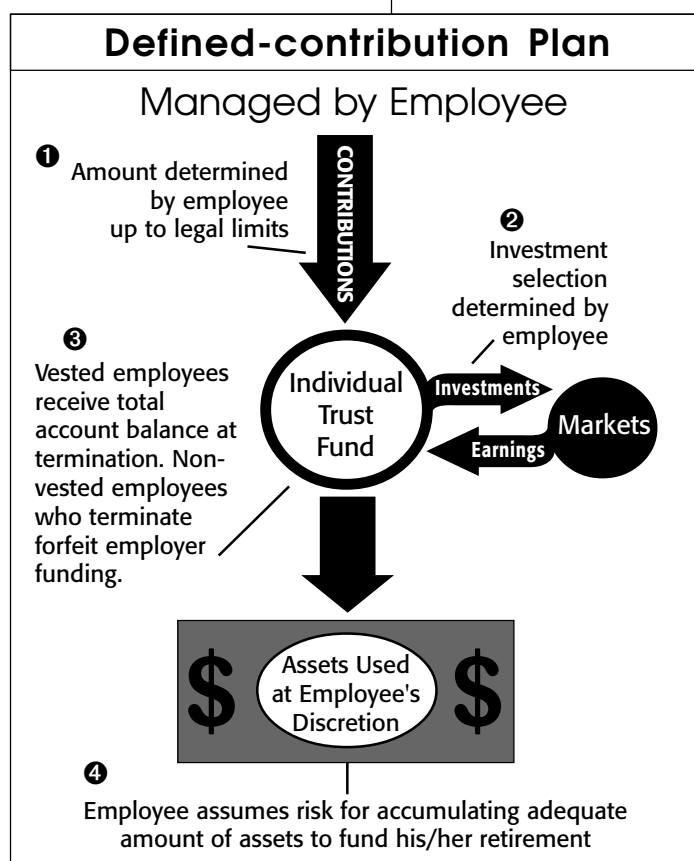 Defined-contribution Plan
Managed by Employee
CONTRIBUTIONS
❶
Amount determined
by employee
up to legal limits
❷
Investment
selection
determined by
employee
❸
Vested employees
receive total
account balance at
termination. Non-
vested employees
who terminate
forfeit employer
funding.
Individual
Trust
Fund
Investments
Earnings
Markets
$
Assets Used
at Employee's
Discretion
$
❹
Employee assumes risk for accumulating adequate
amount of assets to fund his/her retirement